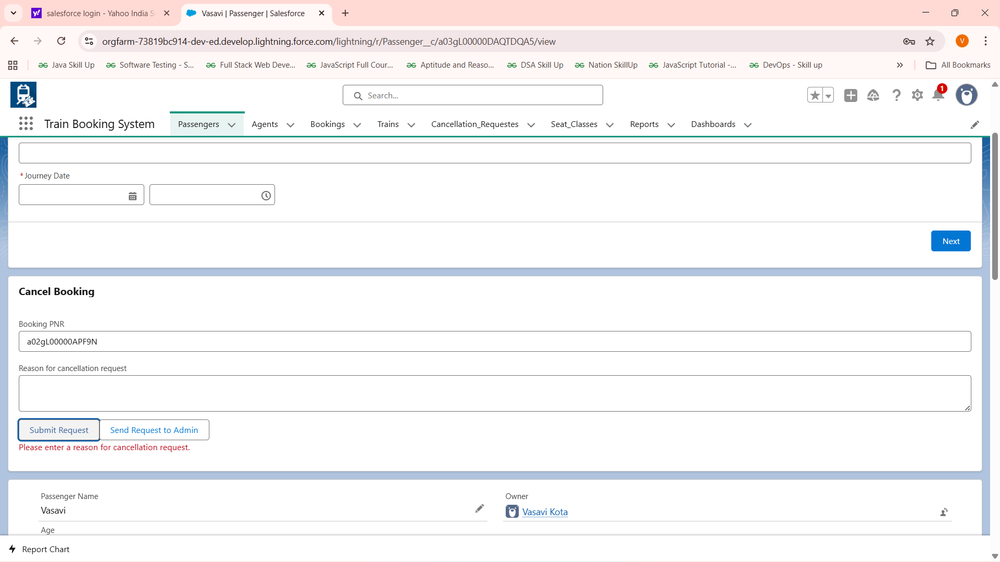 salesforce login - Yahoo India S
Vasavi | Passenger | Salesforce
orgfarm-73819bc914-dev-ed.develop.lightning.force.com/lightning/r/Passenger__c/a03gL00000DAQTDQA5/view
V
Java Skill Up
Software Testing - S...
Full Stack Web Deve...
JavaScript Full Cour...
Aptitude and Reaso...
DSA Skill Up
Nation SkillUp
JavaScript Tutorial -...
DevOps - Skill up
All Bookmarks
Search...
1
Train Booking System
Passengers
Agents
Bookings
Trains
Cancellation_Requestes
Seat_Classes
Reports
Dashboards
*Journey Date
Next
Cancel Booking
Booking PNR
a02gL00000APF9N
Reason for cancellation request
Submit Request
Send Request to Admin
Please enter a reason for cancellation request.
Passenger Name
Vasavi
Owner
Vasavi Kota
Age
Report Chart